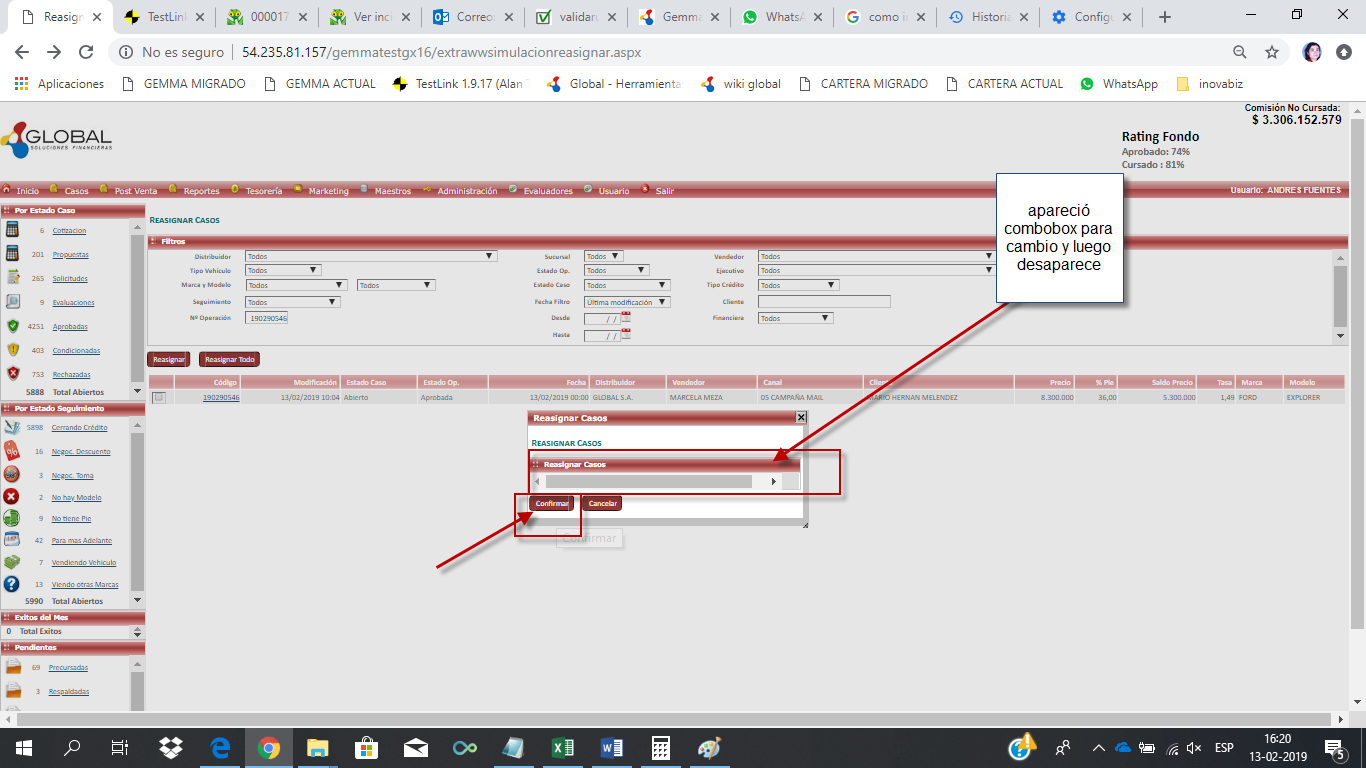 Reasign
TestLink
000017
Ver inci
Correo
validaru
Gemma
WhatsA
como in
Historia
Configu
No es seguro
54.235.81.157/gemmatestgx16/extrawwsimulacionreasignar.aspx
Aplicaciones
GEMMA MIGRADO
GEMMA ACTUAL
TestLink 1.9.17 (Alan
Global - Herramienta
wiki global
CARTERA MIGRADO
CARTERA ACTUAL
WhatsApp
inovabiz
GLOBAL
SOLUCIONES FINANCIERAS
Comisión No Cursada:
$ 3.306.152.579
Rating Fondo
Aprobado: 74%
Cursado : 81%
Inicio Casos Post Venta Reportes Tesorería Marketing Maestros Administración Evaluadores Usuario Salir Usuario: ANDRES FUENTES
Por Estado Caso
6 Cotizacion
201 Propuestas
265 Solicitudes
9 Evaluaciones
4251 Aprobadas
403 Condicionadas
753 Rechazadas
5888 Total Abiertos
Por Estado Seguimiento
5898 Cerrando Crédito
16 Negoc. Descuento
3 Negoc. Toma
2 No hay Modelo
9 No tiene Pie
42 Para mas Adelante
7 Vendiendo Vehiculo
13 Viendo otras Marcas
5990 Total Abiertos
Exitos del Mes
0 Total Exitos
Pendientes
69 Precursadas
3 Respaldadas
REASIGNAR CASOS
Filtros
Distribuidor Todos Sucursal Todos Vendedor Todos
Tipo Vehiculo Todos Estado Op. Todos Ejecutivo Todos
Marca y Modelo Todos Todos Estado Caso Todos Tipo Crédito Todos
Seguimiento Todos Fecha Filtro Última modificación Cliente
Nº Operación 190290546 Desde / / Financiera Todos
Hasta / /
apareció
combobox para
cambio y luego
desaparece
Reasignar Reasignar Todo
Código Modificación Estado Caso Estado Op. Fecha Distribuidor Vendedor Canal Precio % Pie Saldo Precio Tasa Marca Modelo
190290546 13/02/2019 10:04 Abierto Aprobada 13/02/2019 00:00 GLOBAL S.A. MARCELA MEZA 05 CAMPAÑA MAIL MARIO HERNAN MELENDEZ 8.300.000 36,00 5.300.000 1,49 FORD EXPLORER
Reasignar Casos
REASIGNAR CASOS
Reasignar Casos
Confirmar Cancelar
Confirmar
ESP
16:20
13-02-2019
5